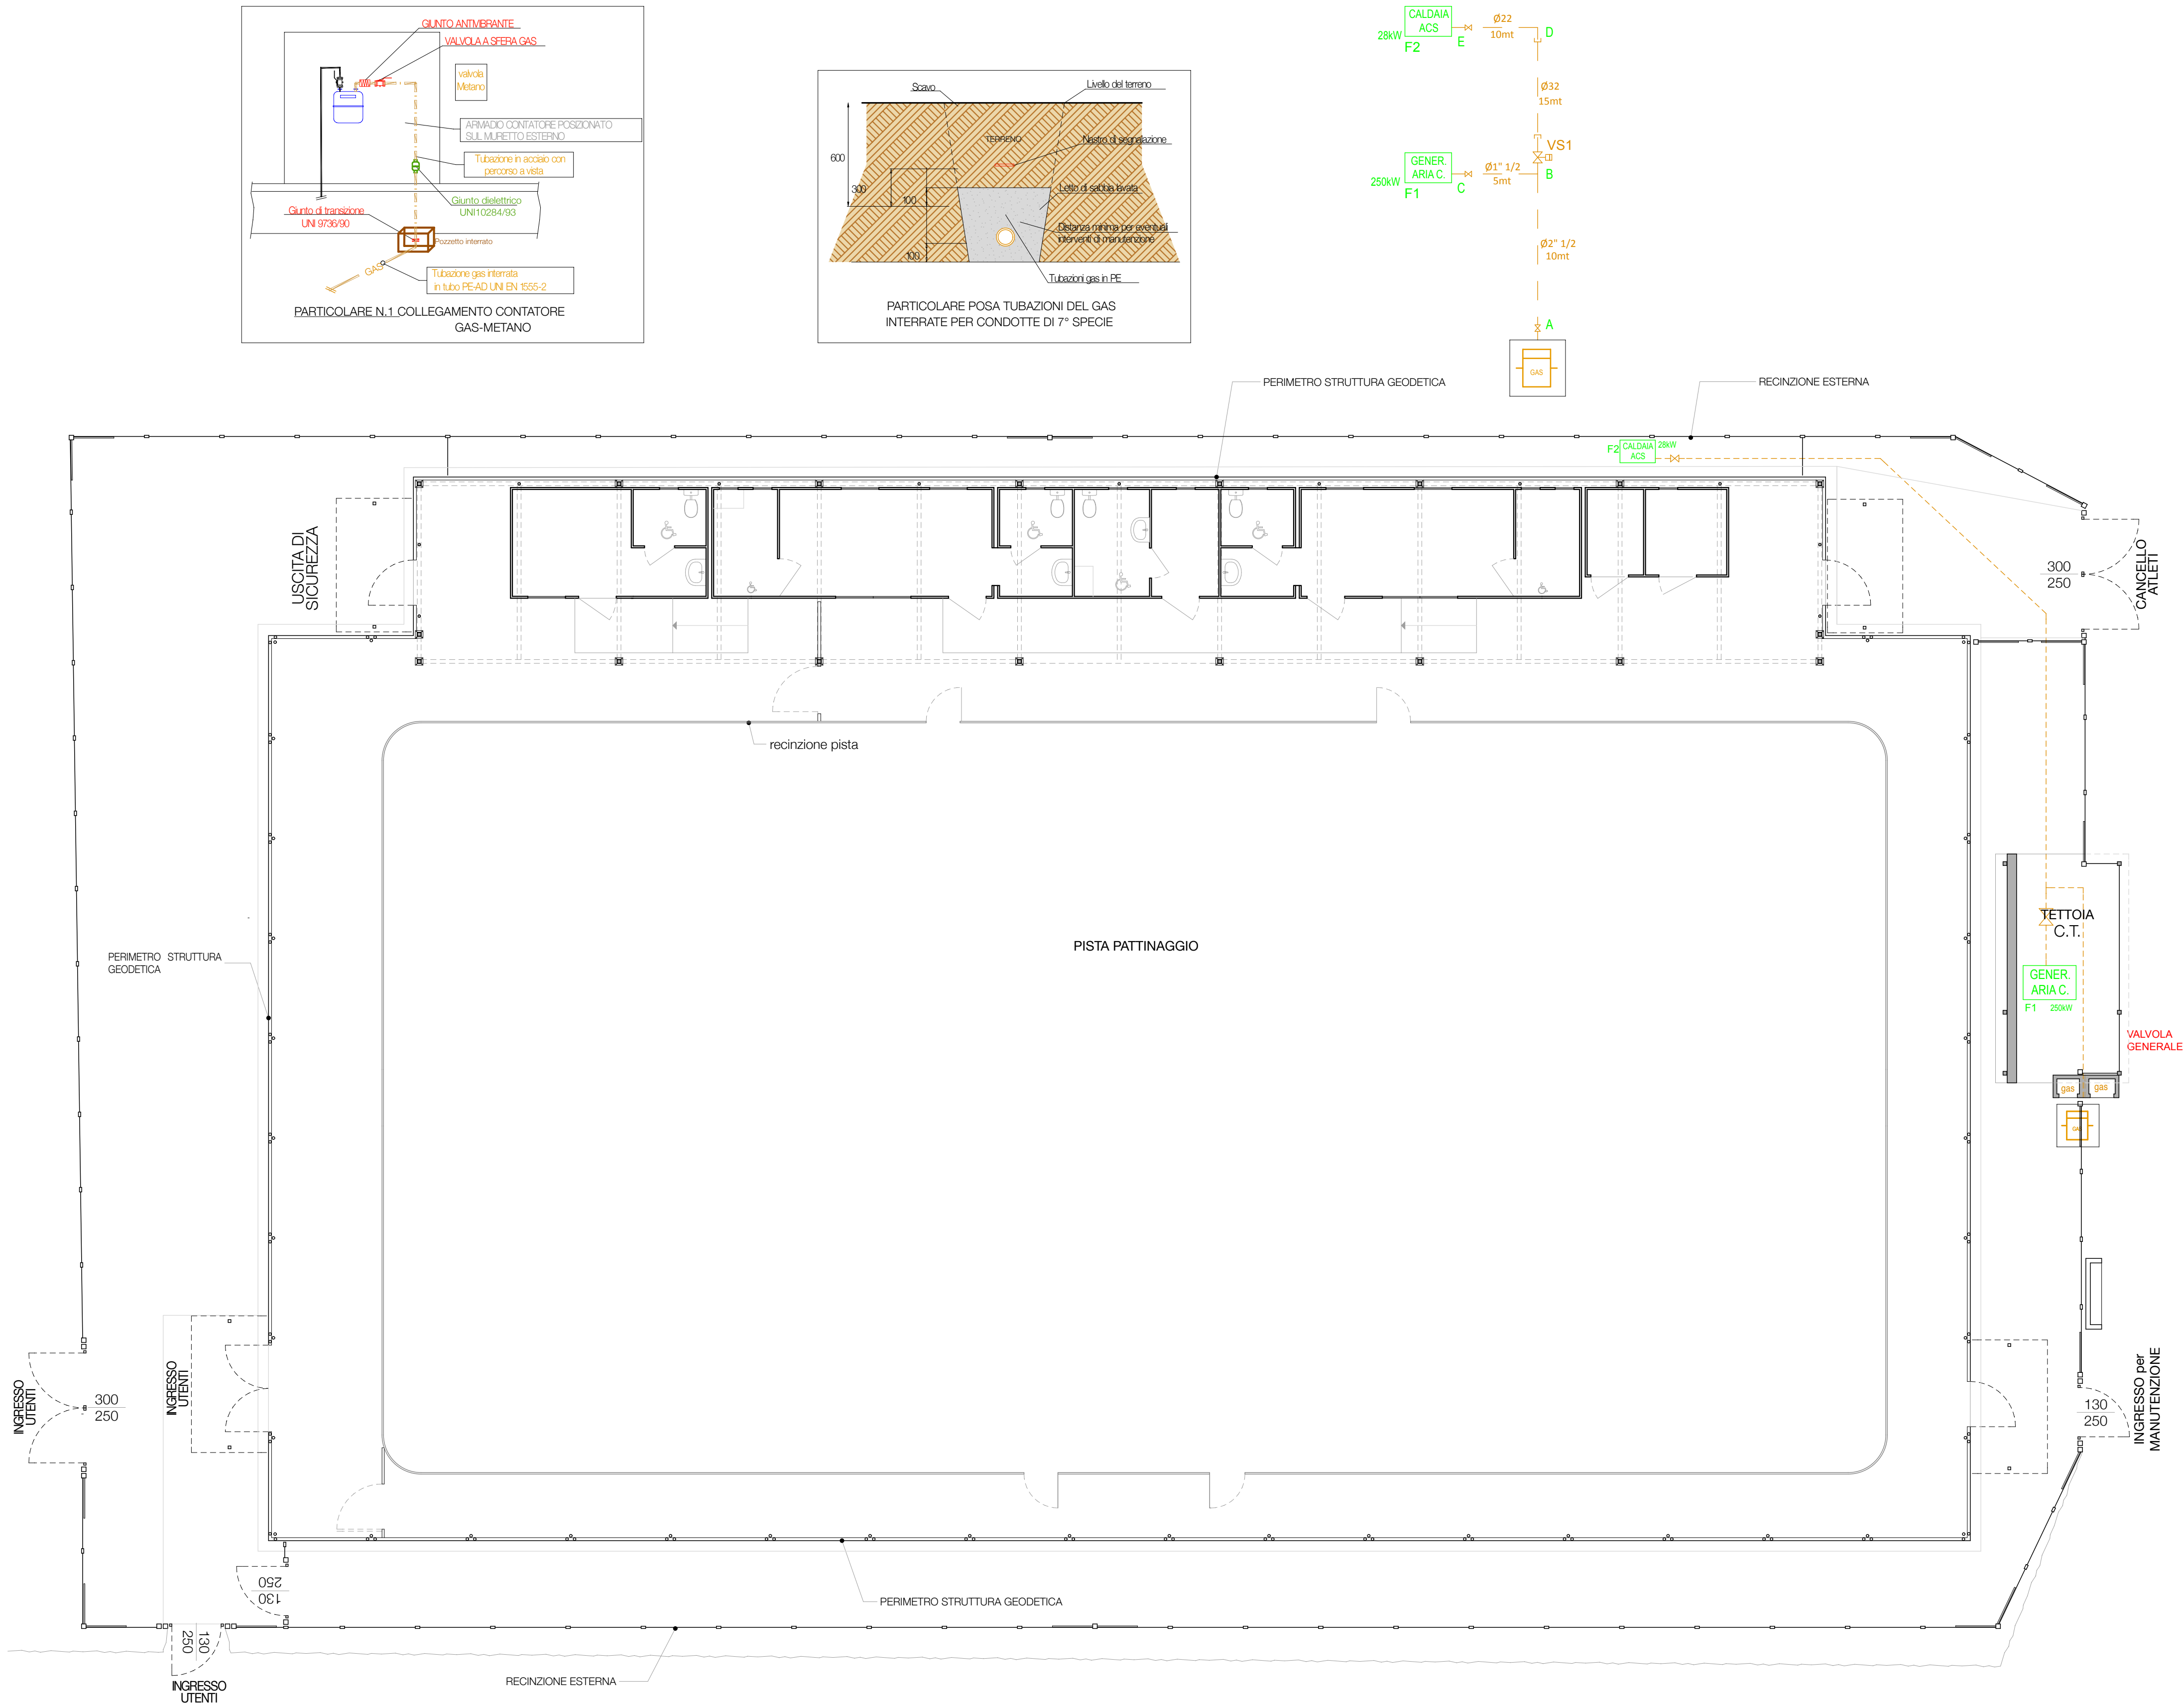 GIUNTO ANTIVIBRANTE
VALVOLA A SFERA GAS
valvola
Metano
ARMADIO CONTATORE POSIZIONATO
SUL MURETTO ESTERNO
Tubazione in acciaio con
percorso a vista
Giunto dielettrico
UNI10284/93
Giunto di transizione
UNI 9736/90
Pozzetto interrato
GAS
Tubazione gas interrata
in tubo PE-AD UNI EN 1555-2
PARTICOLARE N.1 COLLEGAMENTO CONTATORE
GAS-METANO
Scavo
Livello del terreno
TERRENO
Nastro di segnalazione
600
300
100
Letto di sabbia lavata
Distanza minima per eventuali
interventi di manutenzione
100
Tubazioni gas in PE
PARTICOLARE POSA TUBAZIONI DEL GAS
INTERRATE PER CONDOTTE DI 7° SPECIE
CALDAIA
ACS
28kW
F2
E
Ø22
10mt
D
Ø32
15mt
VS1
GENER.
ARIA C.
250kW
F1
C
Ø1" 1/2
5mt
B
Ø2" 1/2
10mt
A
GAS
PERIMETRO STRUTTURA GEODETICA
RECINZIONE ESTERNA
F2
CALDAIA
ACS
28kW
USCITA DI
SICUREZZA
300
250
CANCELLO
ATLETI
recinzione pista
PISTA PATTINAGGIO
PERIMETRO STRUTTURA
GEODETICA
TETTOIA
C.T.
GENER.
ARIA C.
F1 250kW
VALVOLA
GENERALE
gas
gas
GAS
INGRESSO
UTENTI
300
250
INGRESSO
UTENTI
130
250
INGRESSO per
MANUTENZIONE
130
250
PERIMETRO STRUTTURA GEODETICA
130
250
INGRESSO
UTENTI
RECINZIONE ESTERNA